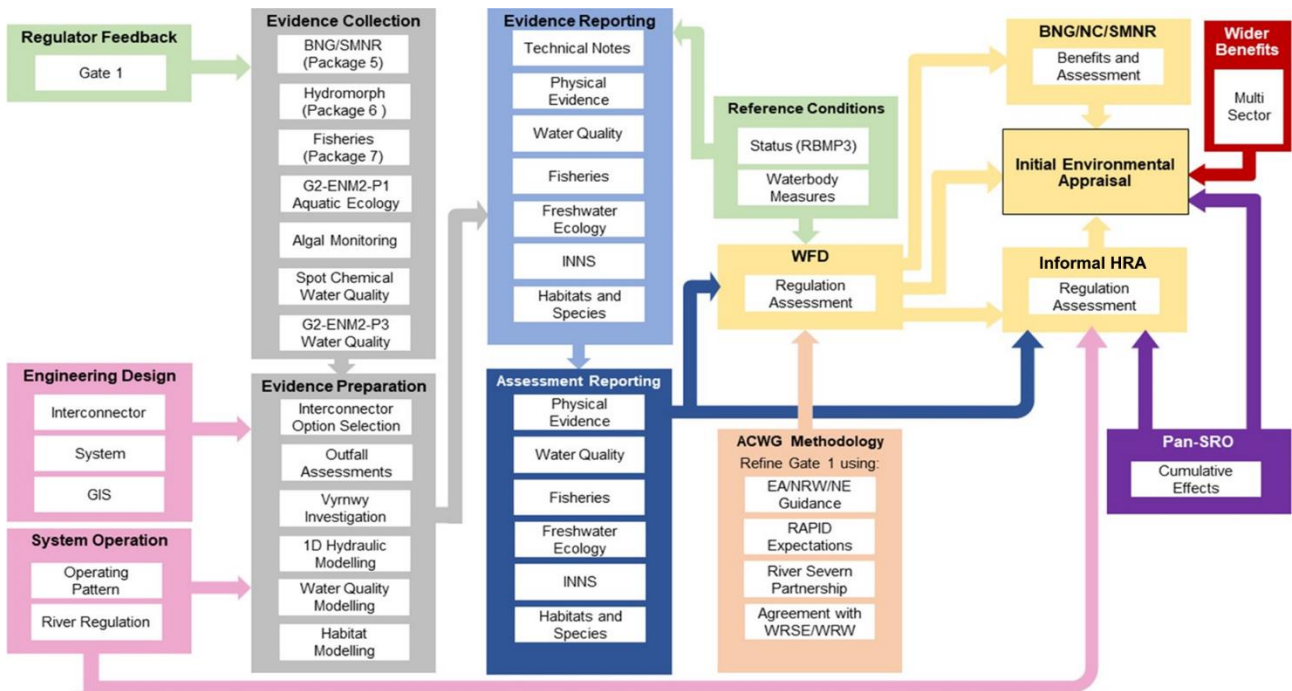 Regulator Feedback
Gate 1
Evidence Collection
BNG/SMNR
(Package 5)
Hydromorph
(Package 6 )
Fisheries
(Package 7)
G2-ENM2-P1
Aquatic Ecology
Algal Monitoring
Spot Chemical
Water Quality
G2-ENM2-P3
Water Quality
Engineering Design
Interconnector
System
GIS
System Operation
Operating
Pattern
River Regulation
Evidence Preparation
Interconnector
Option Selection
Outfall
Assessments
Vyrnwy
Investigation
1D Hydraulic
Modelling
Water Quality
Modelling
Habitat
Modelling
Evidence Reporting
Technical Notes
Physical
Evidence
Water Quality
Fisheries
Freshwater
Ecology
INNS
Habitats and
Species
Assessment Reporting
Physical
Evidence
Water Quality
Fisheries
Freshwater
Ecology
INNS
Habitats and
Species
Reference Conditions
Status (RBMP3)
Waterbody
Measures
WFD
Regulation
Assessment
ACWG Methodology
Refine Gate 1 using:
EA/NRW/NE
Guidance
RAPID
Expectations
River Severn
Partnership
Agreement with
WRSE/WRW
BNG/NC/SMNR
Benefits and
Assessment
Initial Environmental
Appraisal
Informal HRA
Regulation
Assessment
Wider
Benefits
Multi
Sector
Pan-SRO
Cumulative
Effects